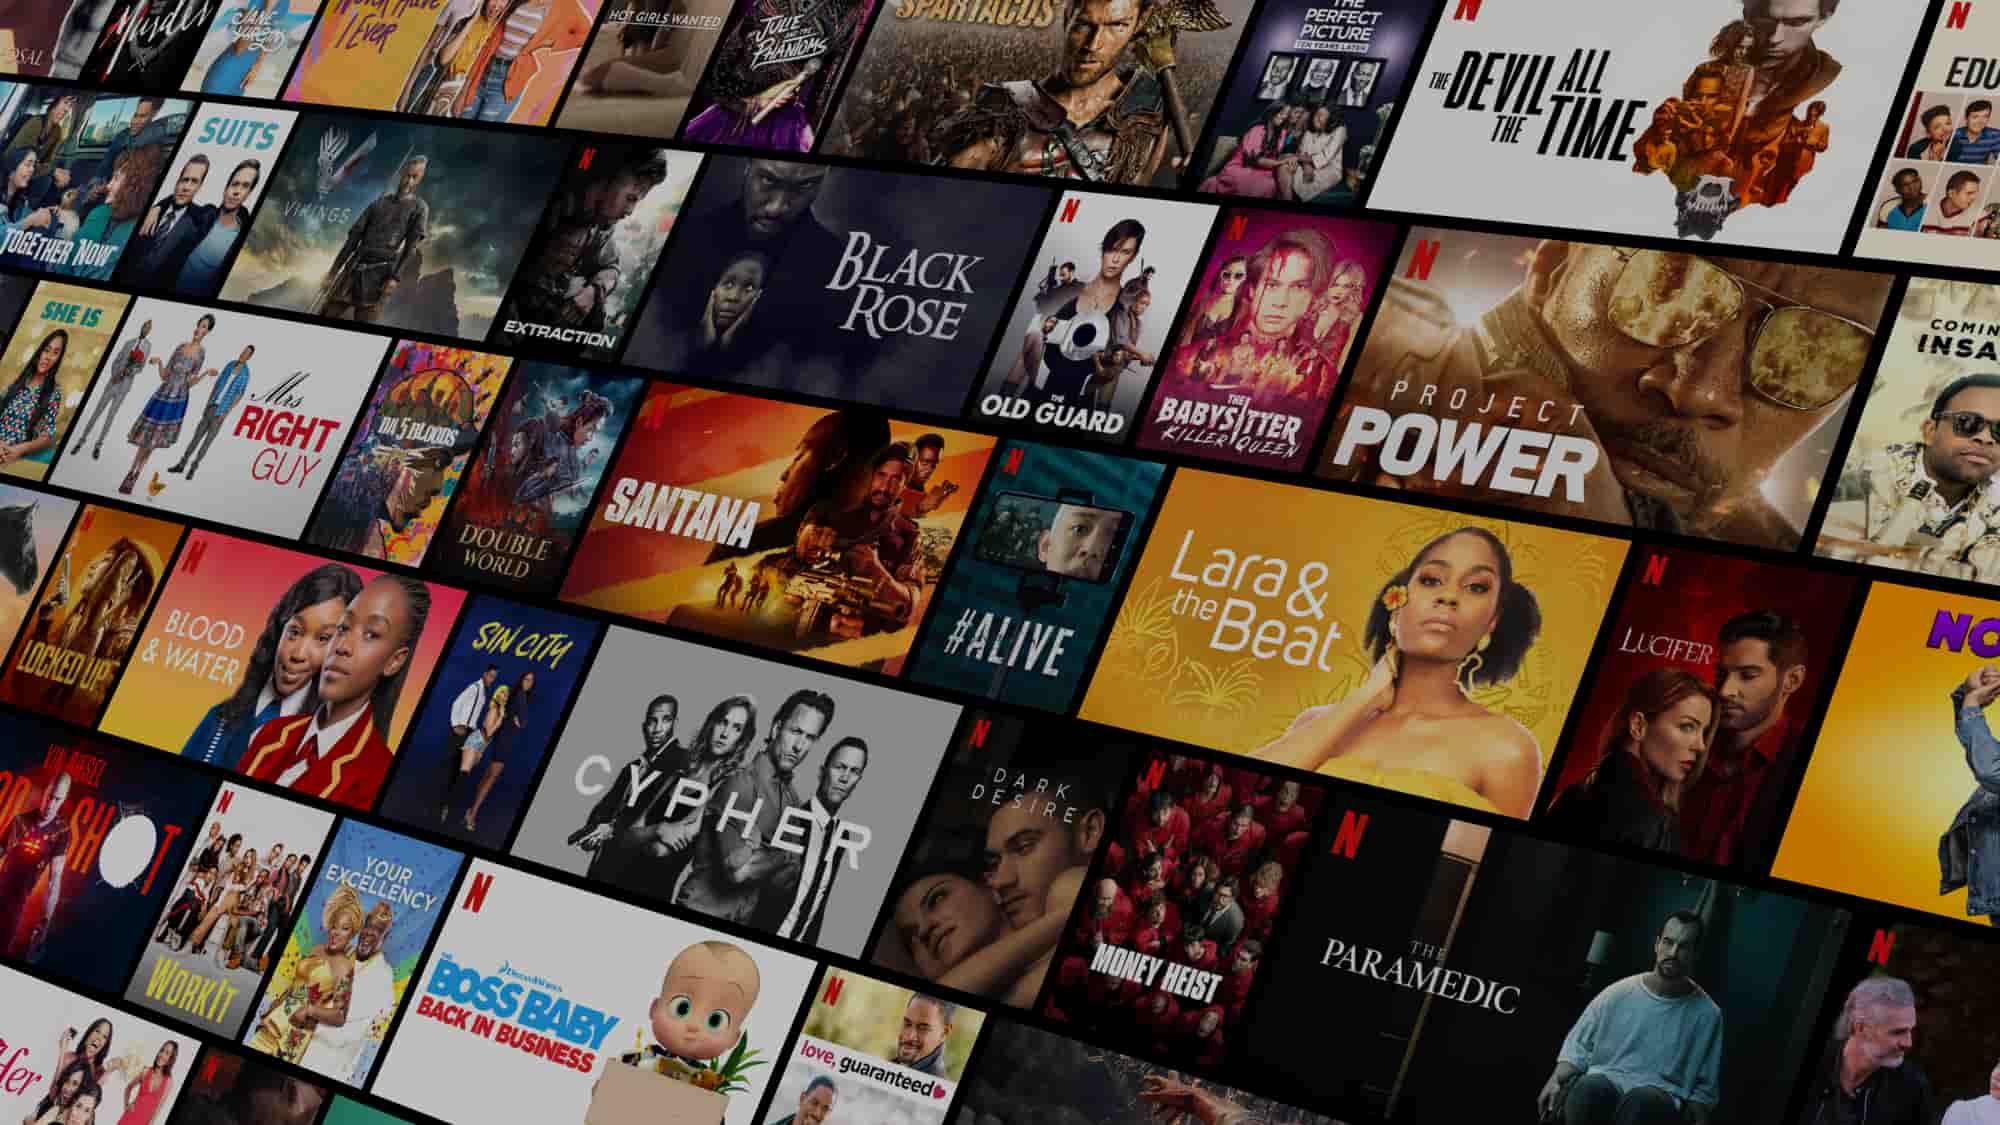 OSAL
Murder
JANE
THE
VIRGIN
NEVER HAVE
I EVER
HOT GIRLS WANTED
JULIE
AND THE
PHANTOMS
SPARTACUS
THE
PERFECT
PICTURE
TEN YEARS LATER
N
THE DEVIL ALL
THE TIME
N
EDU
TOGETHER NOW
SUITS
VIKINGS
N
EXTRACTION
BLACK
ROSE
N
THE
OLD GUARD
N
THE
BABYSITTER
KILLER QUEEN
N
PROJECT
POWER
COMIN
INSA
SHE IS
Mrs
RIGHT
GUY
N
DA 5 BLOODS
DOUBLE
WORLD
N
SANTANA
N
#ALIVE
Lara &
the Beat
N
LUCIFER
NO
N
LOCKED UP
N
BLOOD
& WATER
SIN CITY
CYPHER
N
DARK
DESIRE
N
MONEY HEIST
N
THE
PARAMEDIC
N
VIN DIESEL
SHOT
N
WORK IT
YOUR
EXCELLENCY
N
DREAMWORKS
THE
BOSS BABY
BACK IN BUSINESS
N
love, guaranteed
Her
N